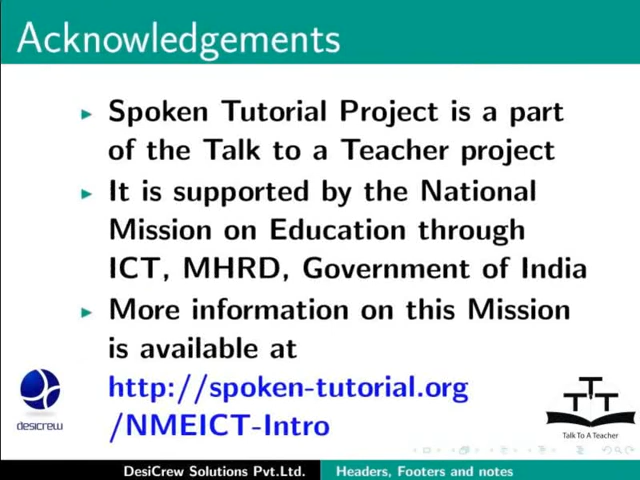 Acknowledgements
Spoken Tutorial Project is a part
of the Talk to a Teacher project
It is supported by the National
Mission on Education through
ICT, MHRD, Government of India
More information on this Mission
is available at
http://spoken-tutorial.org
/NMEICT-Intro
desicrew
TTT
Talk To A Teacher
DesiCrew Solutions Pvt.Ltd.
Headers, Footers and notes